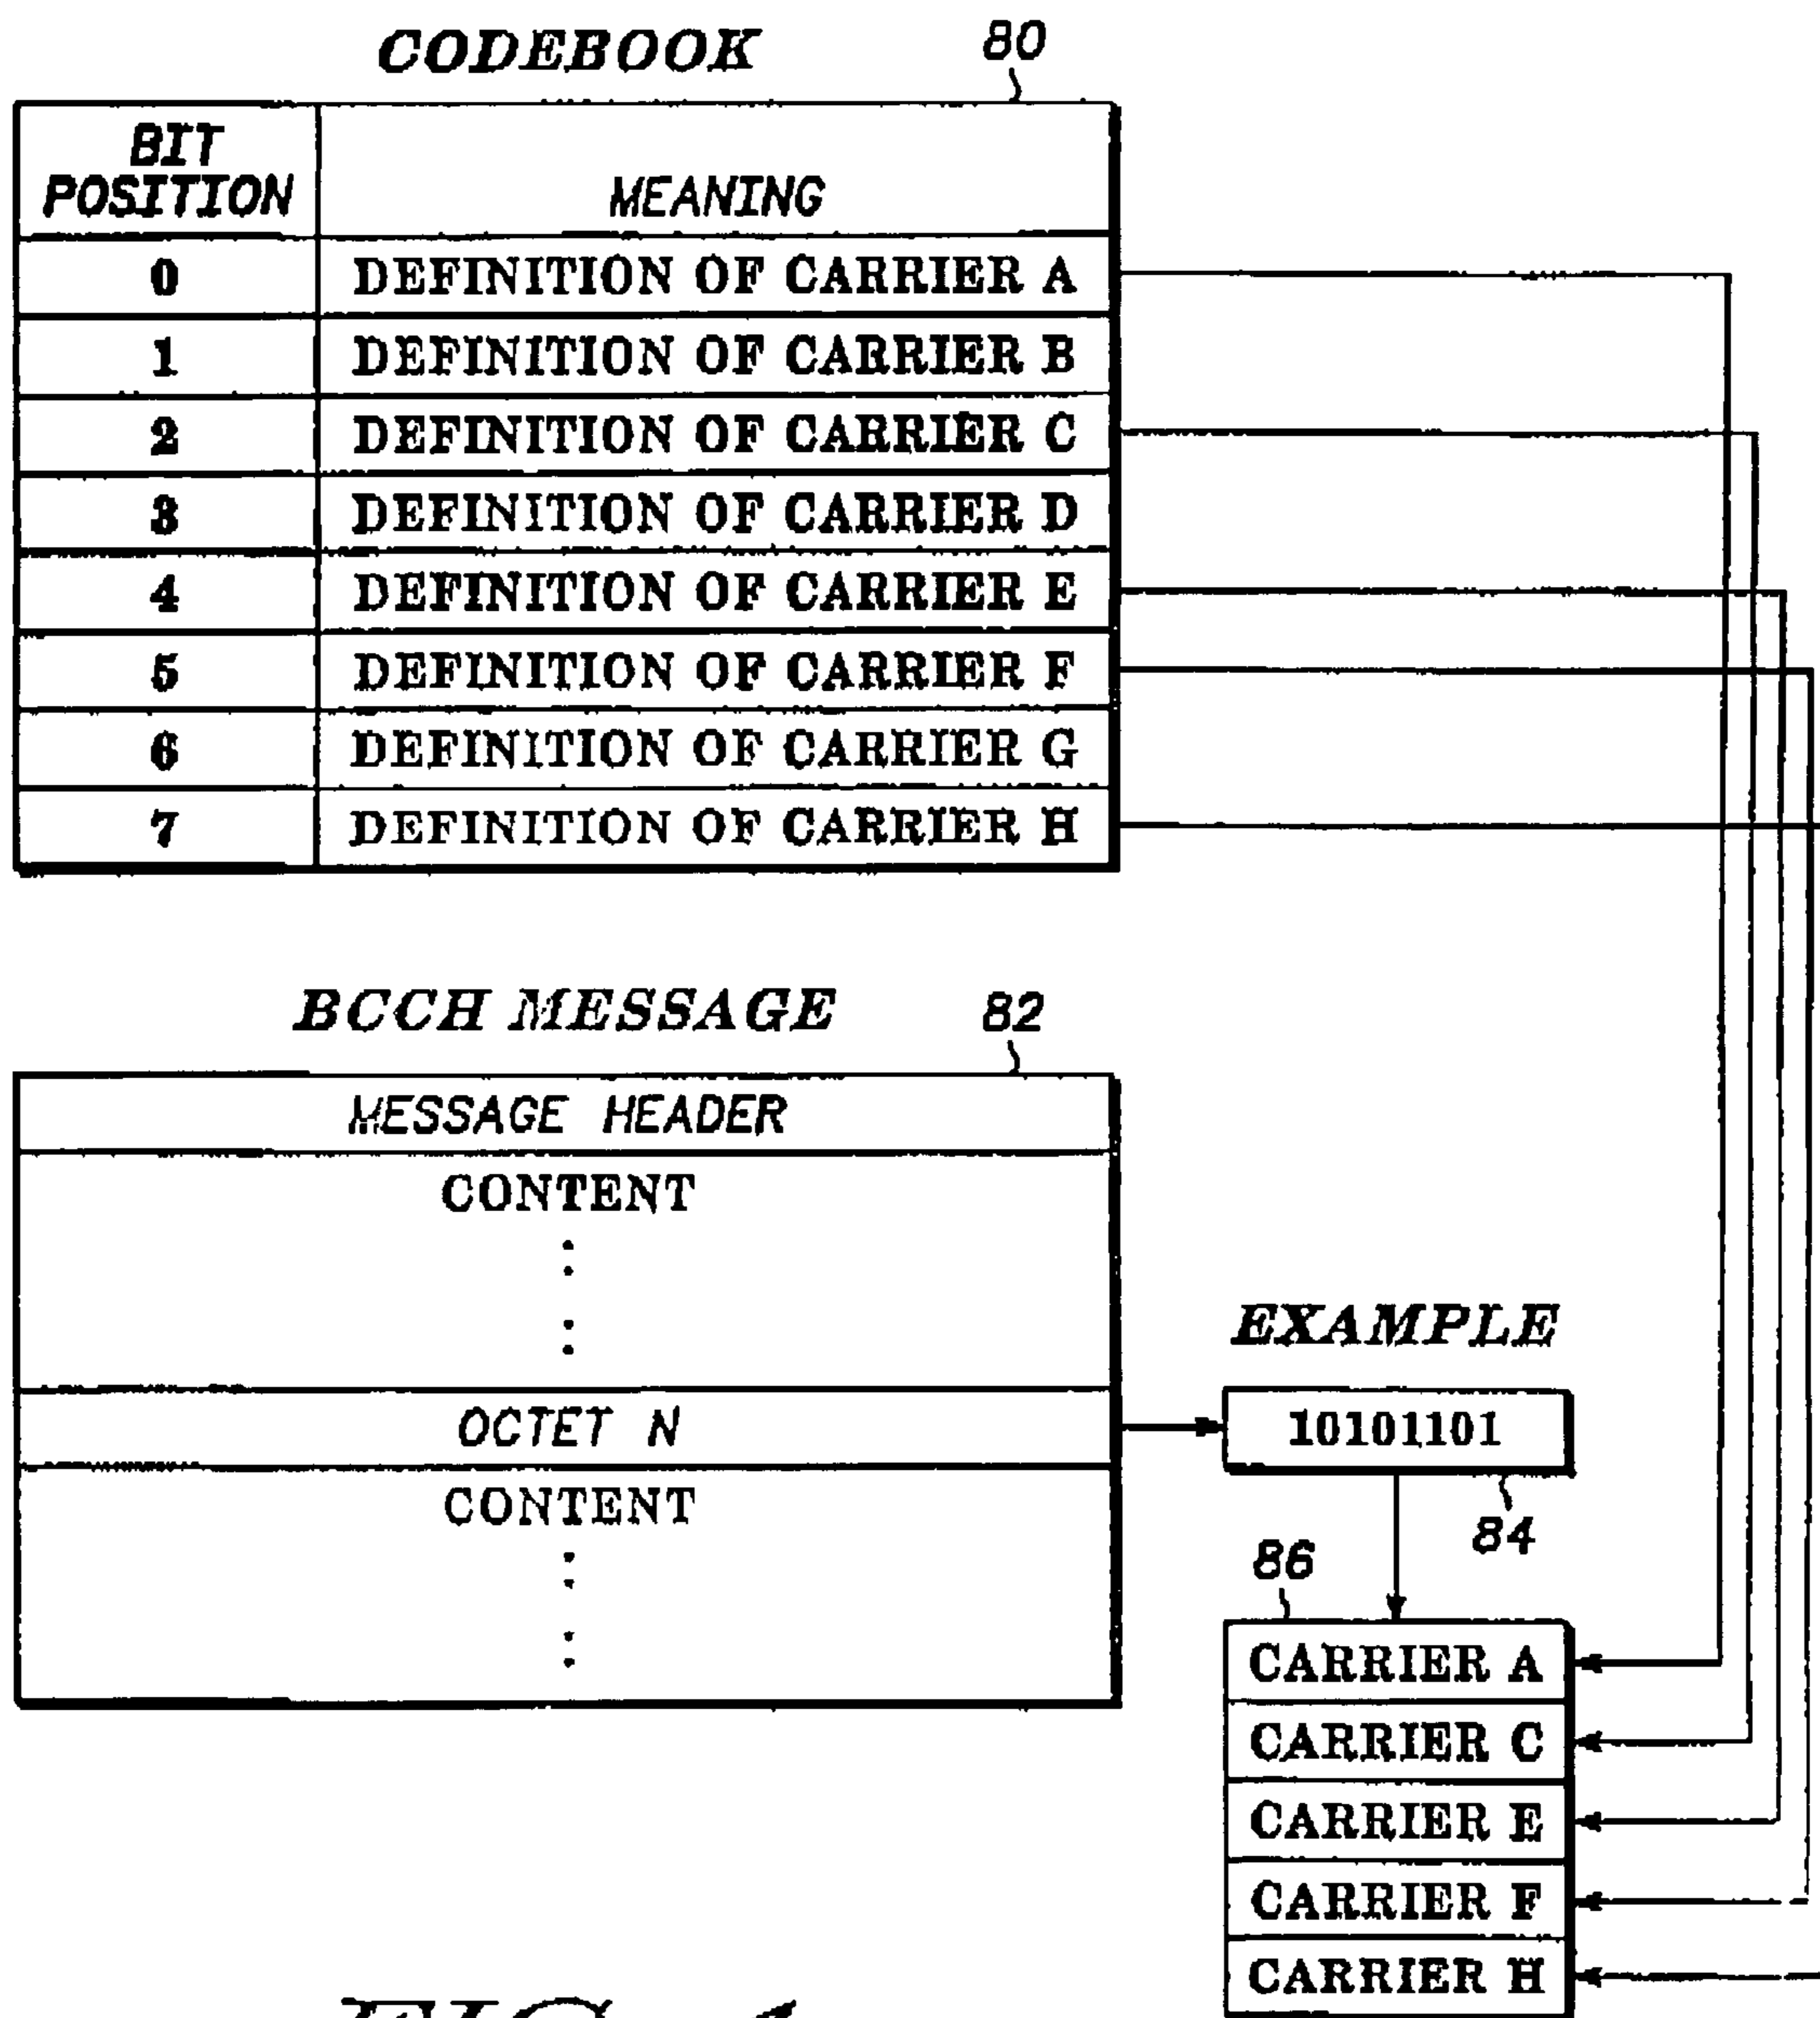 CODEBOOK 80
BIT POSITION MEANING
0 DEFINITION OF CARRIER A
1 DEFINITION OF CARRIER B
2 DEFINITION OF CARRIER C
3 DEFINITION OF CARRIER D
4 DEFINITION OF CARRIER E
5 DEFINITION OF CARRIER F
6 DEFINITION OF CARRIER G
7 DEFINITION OF CARRIER H
BCCH MESSAGE 82
MESSAGE HEADER
CONTENT
OCTET N
CONTENT
EXAMPLE
10101101
84
86
CARRIER A
CARRIER C
CARRIER E
CARRIER F
CARRIER H